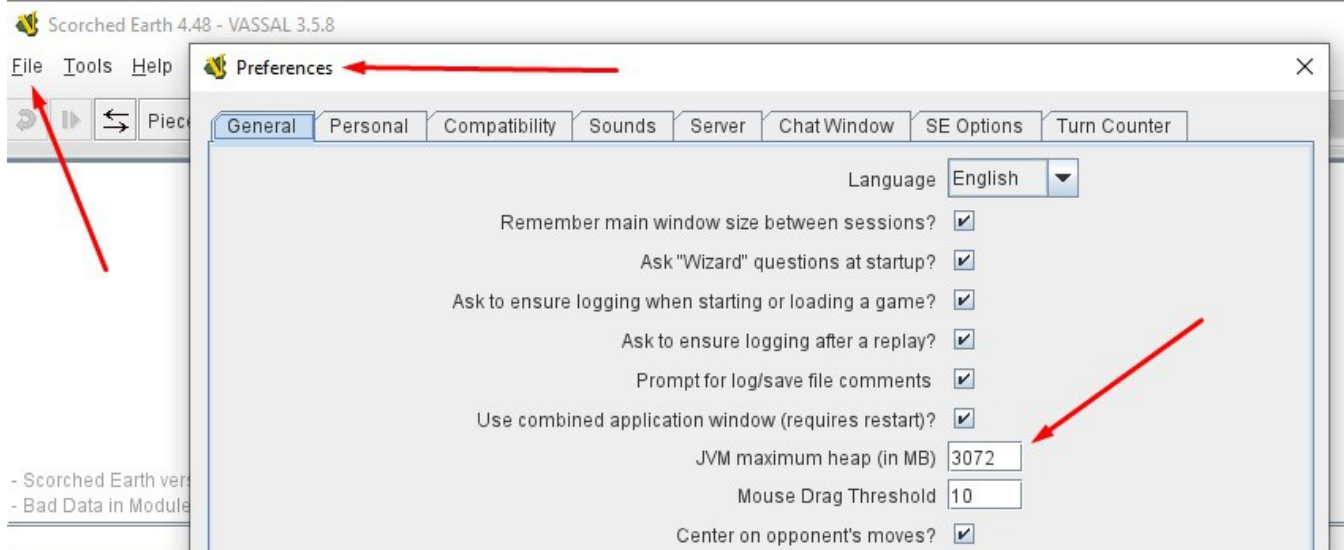 Scorched Earth 4.48 - VASSAL 3.5.8
File Tools Help
Preferences
Piece
General Personal Compatibility Sounds Server Chat Window SE Options Turn Counter
Language English
Remember main window size between sessions?
Ask "Wizard" questions at startup?
Ask to ensure logging when starting or loading a game?
Ask to ensure logging after a replay?
Prompt for log/save file comments
Use combined application window (requires restart)?
JVM maximum heap (in MB) 3072
Mouse Drag Threshold 10
Center on opponent's moves?
- Scorched Earth vers
- Bad Data in Module